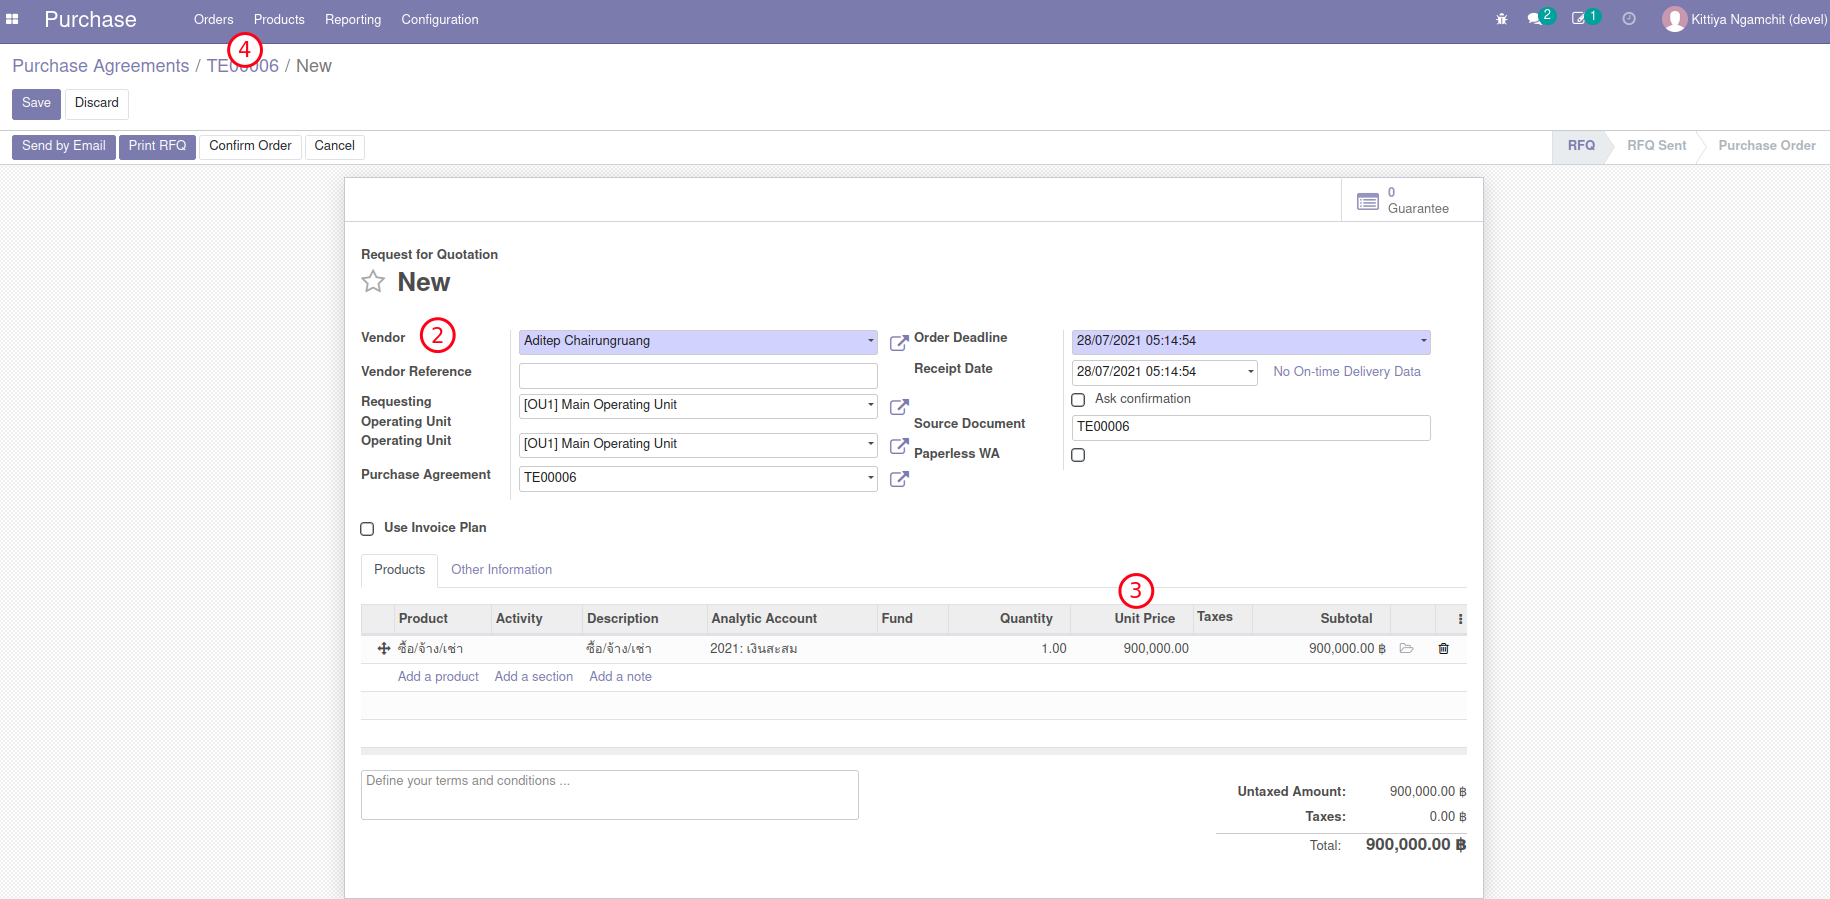 Purchase Orders Products Reporting Configuration 2 1 Kittiya Ngamchit (devel)
4
Purchase Agreements / TE00006 / New
Save Discard
Send by Email Print RFQ Confirm Order Cancel RFQ RFQ Sent Purchase Order
0
Guarantee
Request for Quotation
New
Vendor 2 Aditep Chairungruang Order Deadline 28/07/2021 05:14:54
Vendor Reference Receipt Date 28/07/2021 05:14:54 No On-time Delivery Data
Requesting Operating Unit [OU1] Main Operating Unit Ask confirmation
Source Document TE00006
Operating Unit [OU1] Main Operating Unit
Paperless WA
Purchase Agreement TE00006
Use Invoice Plan
Products Other Information
3
Product Activity Description Analytic Account Fund Quantity Unit Price Taxes Subtotal
ซื้อ/จ้าง/เช่า ซื้อ/จ้าง/เช่า 2021: เงินสะสม 1.00 900,000.00 900,000.00 ฿
Add a product Add a section Add a note
Define your terms and conditions ...
Untaxed Amount: 900,000.00 ฿
Taxes: 0.00 ฿
Total: 900,000.00 ฿